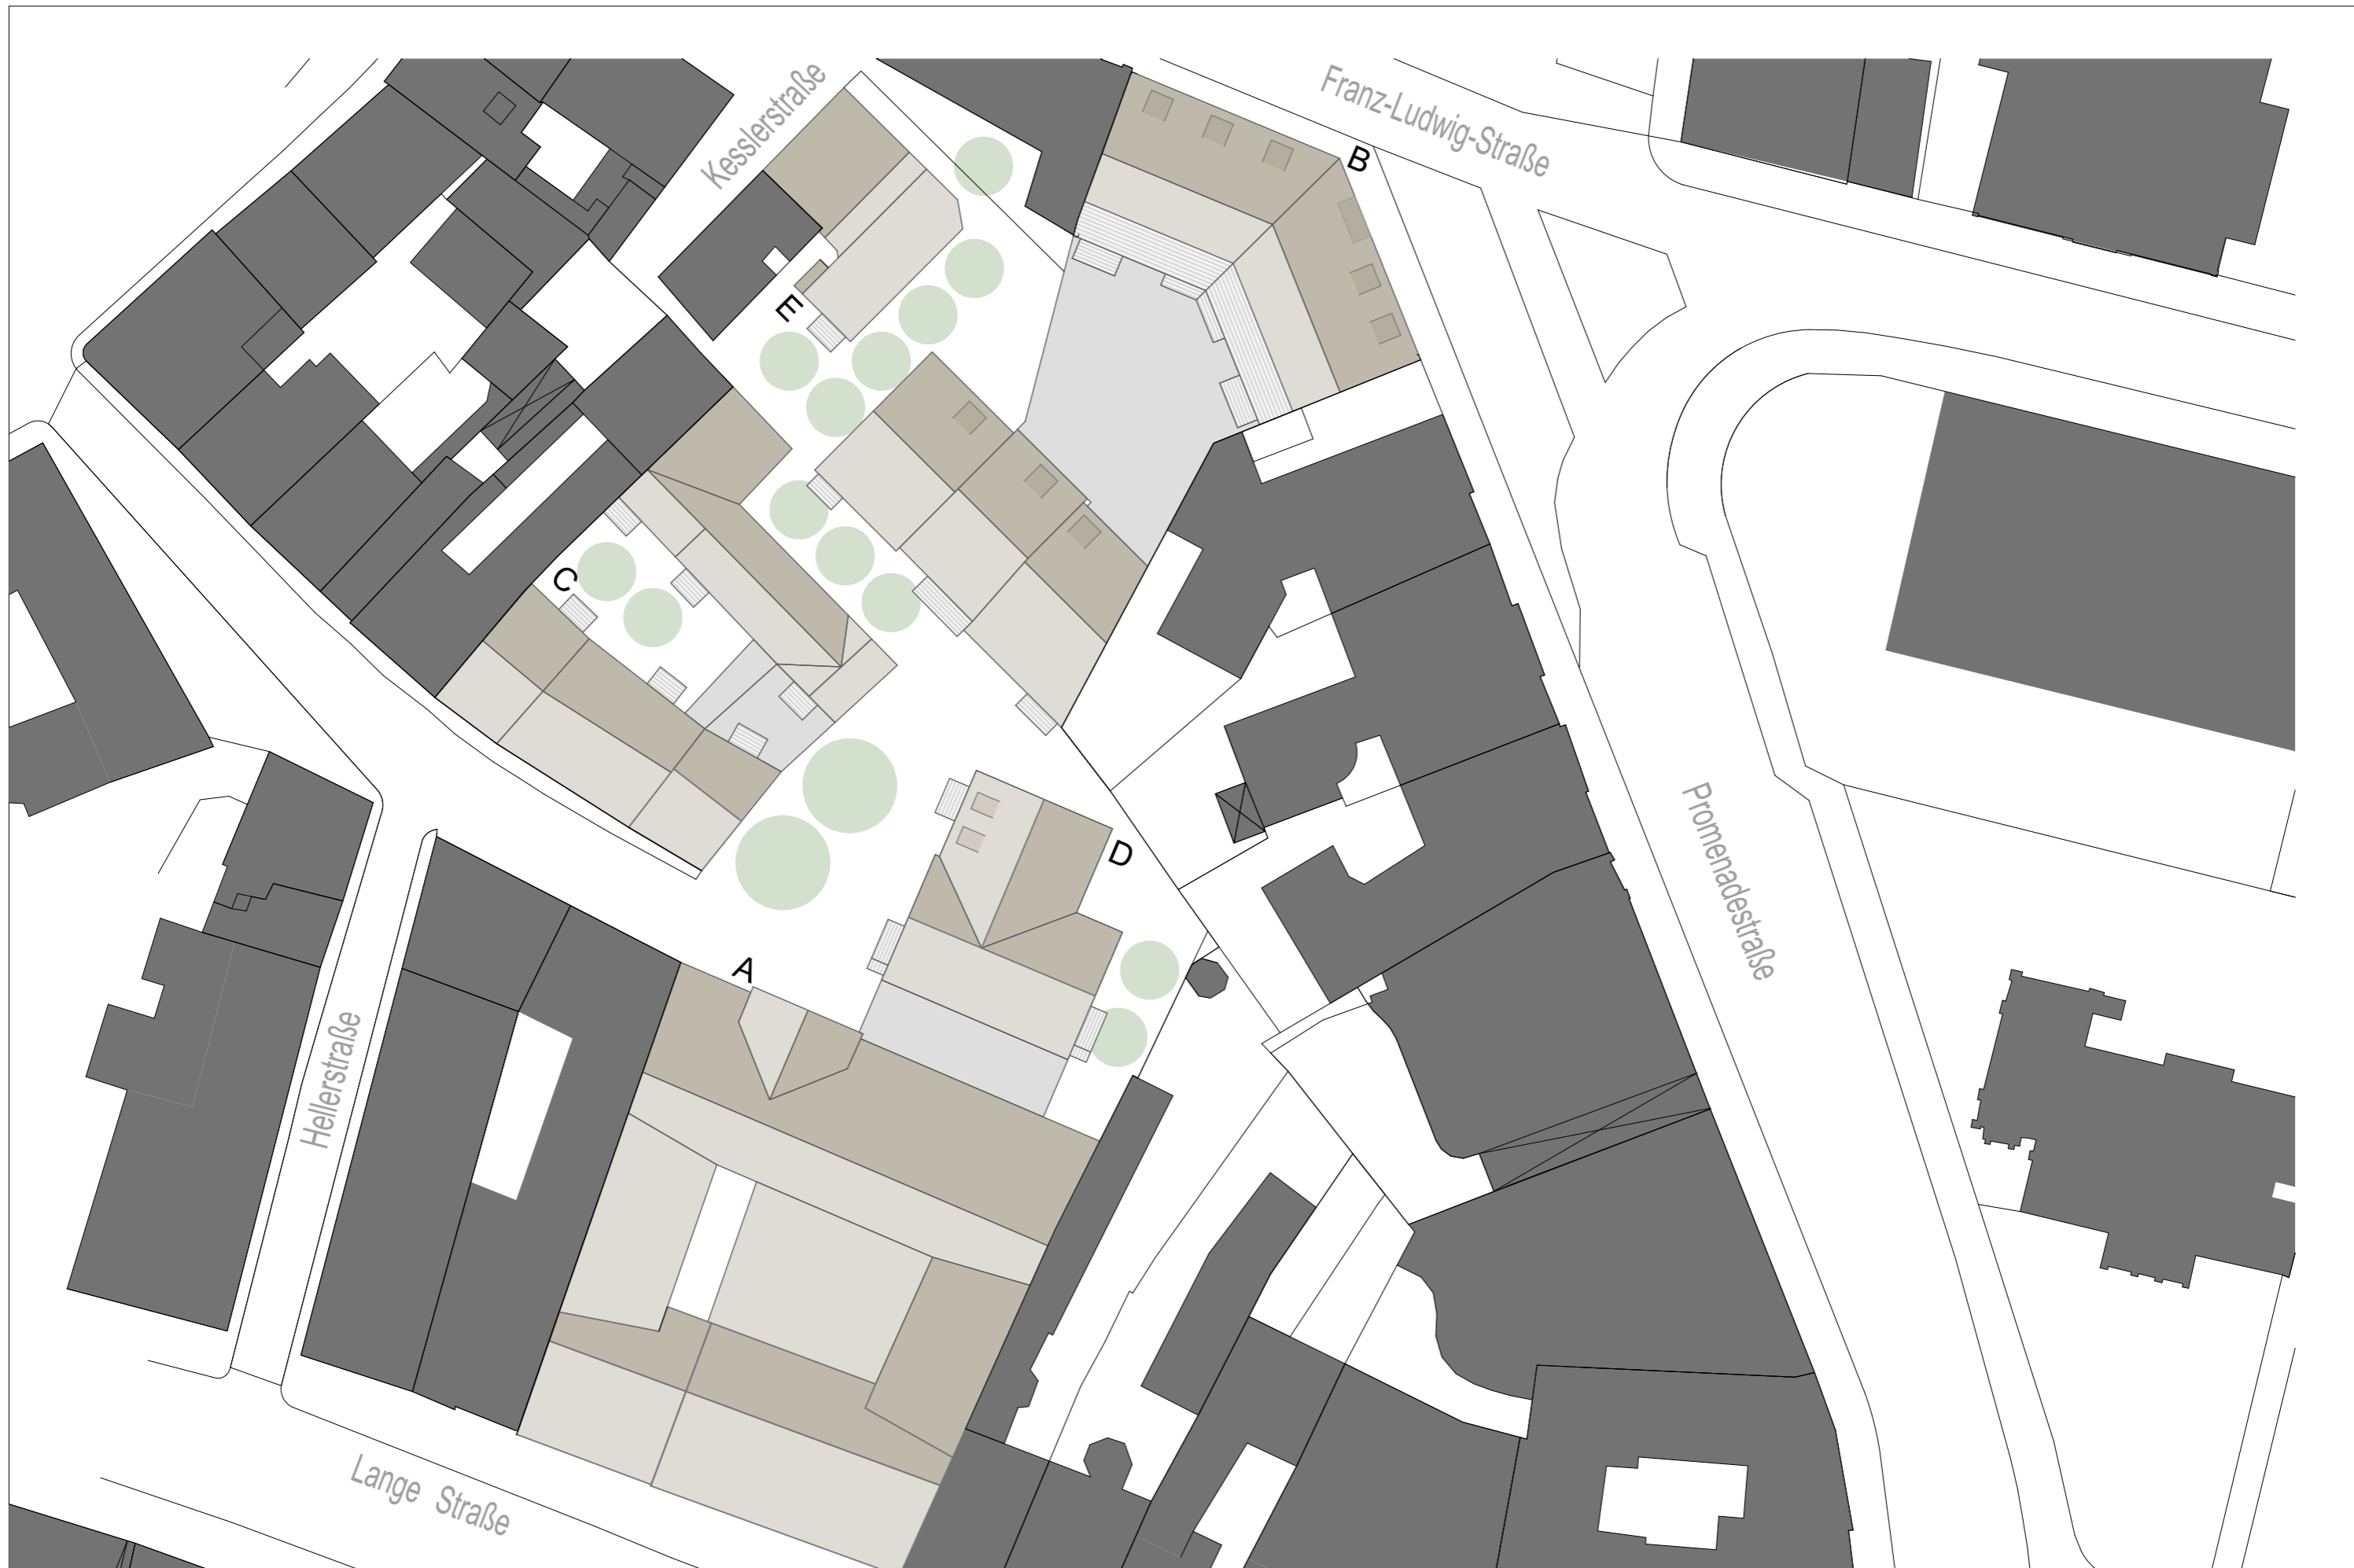 Kesslerstraße
Franz-Ludwig-Straße
B
E
C
D
Promenadestraße
A
Hellerstraße
Lange Straße